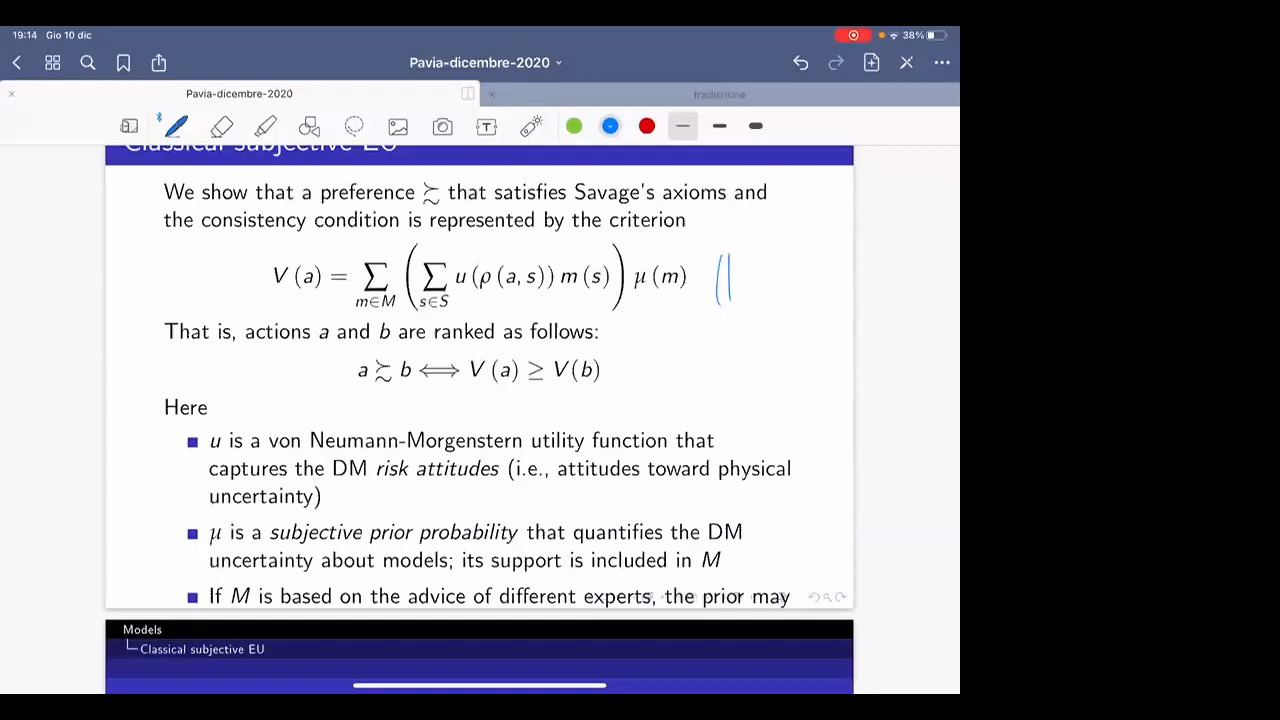 19:14 Gio 10 dic
38%
Pavia-dicembre-2020
Pavia-dicembre-2020
traduzione
Classical subjective EU
We show that a preference ≿ that satisfies Savage's axioms and
the consistency condition is represented by the criterion
V (a) = ∑_{m∈M} ( ∑_{s∈S} u (ρ (a, s)) m (s) ) μ (m)
That is, actions a and b are ranked as follows:
a ≿ b ⟺ V (a) ≥ V(b)
Here
■ u is a von Neumann-Morgenstern utility function that
captures the DM risk attitudes (i.e., attitudes toward physical
uncertainty)
■ μ is a subjective prior probability that quantifies the DM
uncertainty about models; its support is included in M
■ If M is based on the advice of different experts, the prior may
Models
Classical subjective EU